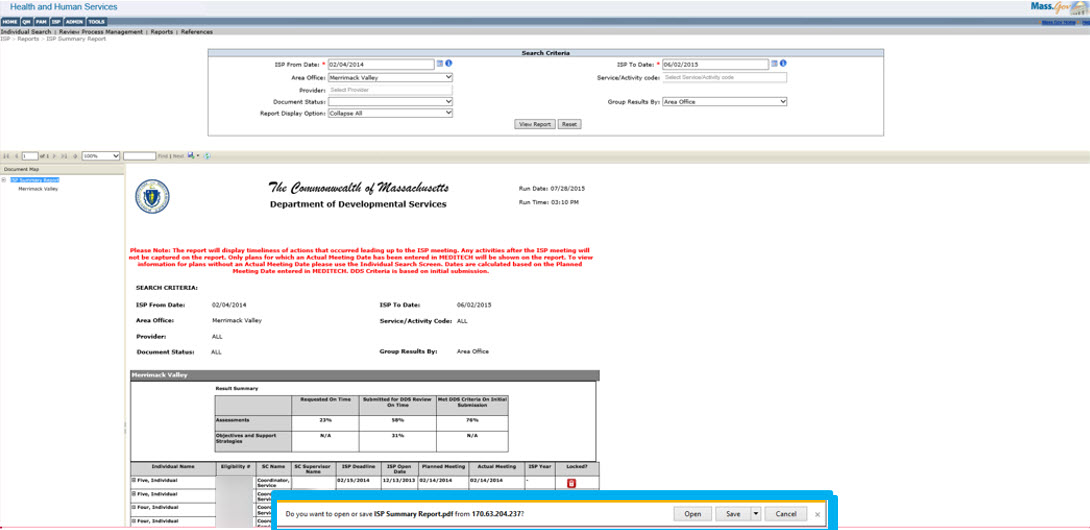 Health and Human Services
Mass.Gov
HOME QM PAM ISP ADMIN TOOLS
Mass.Gov Home
Individual Search | Review Process Management | Reports | References
ISP > Reports > ISP Summary Report
Search Criteria
ISP From Date: * 02/04/2014 ISP To Date: * 06/02/2015
Area Office: Merrimack Valley Service/Activity code: Select Service/Activity code
Provider: Select Provider
Document Status: Group Results By: Area Office
Report Display Option: Collapse All
View Report Reset
1 of 1 100% Find | Next
Document Map
ISP Summary Report
Merrimack Valley
The Commonwealth of Massachusetts
Department of Developmental Services
Run Date: 07/28/2015
Run Time: 03:10 PM
Please Note: The report will display timeliness of actions that occurred leading up to the ISP meeting. Any activities after the ISP meeting will
not be captured on the report. Only plans for which an Actual Meeting Date has been entered in MEDITECH will be shown on the report. To view
information for plans without an Actual Meeting Date please use the Individual Search Screen. Dates are calculated based on the Planned
Meeting Date entered in MEDITECH. DDS Criteria is based on initial submission.
SEARCH CRITERIA:
ISP From Date: 02/04/2014 ISP To Date: 06/02/2015
Area Office: Merrimack Valley Service/Activity Code: ALL
Provider: ALL
Document Status: ALL Group Results By: Area Office
Merrimack Valley
Result Summary
Requested On Time Submitted for DDS Review On Time Met DDS Criteria On Initial Submission
Assessments 23% 58% 76%
Objectives and Support Strategies N/A 31% N/A
Individual Name Eligibility # SC Name SC Supervisor Name ISP Deadline ISP Open Date Planned Meeting Actual Meeting ISP Year Locked?
Five, Individual Coordinator, Service 02/15/2014 12/13/2013 02/14/2014 02/14/2014 -
Five, Individual
Four, Individual
Four, Individual
Do you want to open or save ISP Summary Report.pdf from 170.63.204.237?
Open Save Cancel ×